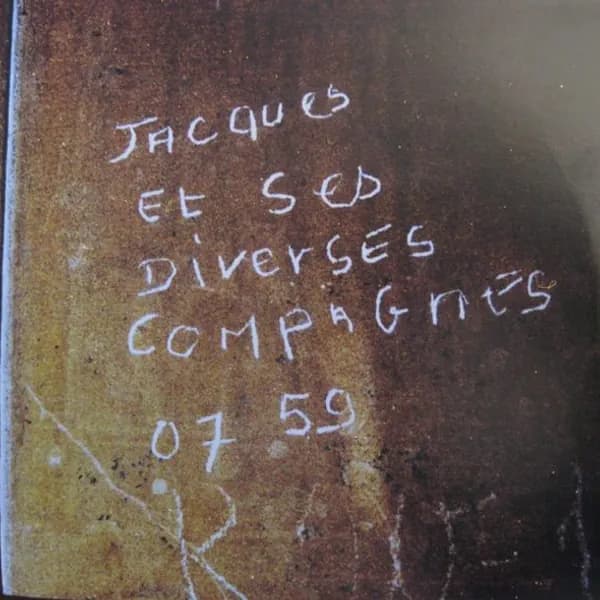 JACQUES
Et SES
DiverSES
COMPAGnES
07 59